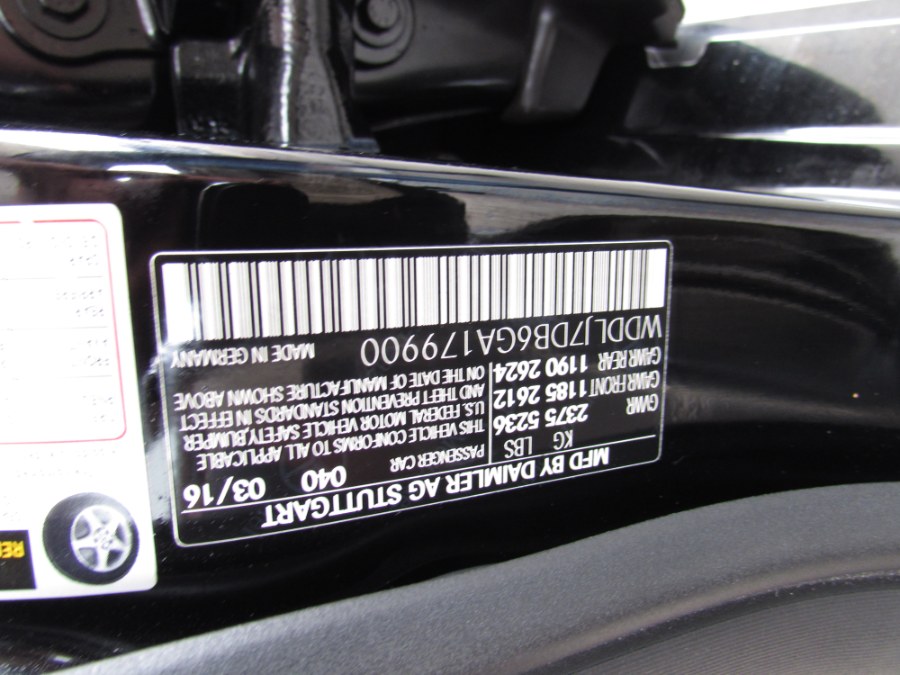 MFD BY DAIMLER AG STUTTGART
KG LBS
GWR 2375 5236
GAWR FRONT 1185 2612
GAWR REAR 1190 2624
PASSENGER CAR 040 03/16
THIS VEHICLE CONFORMS TO ALL APPLICABLE
U.S. FEDERAL MOTOR VEHICLE SAFETY, BUMPER
AND THEFT PREVENTION STANDARDS IN EFFECT
ON THE DATE OF MANUFACTURE SHOWN ABOVE
WDDLJ7DB6GA179900 MADE IN GERMANY